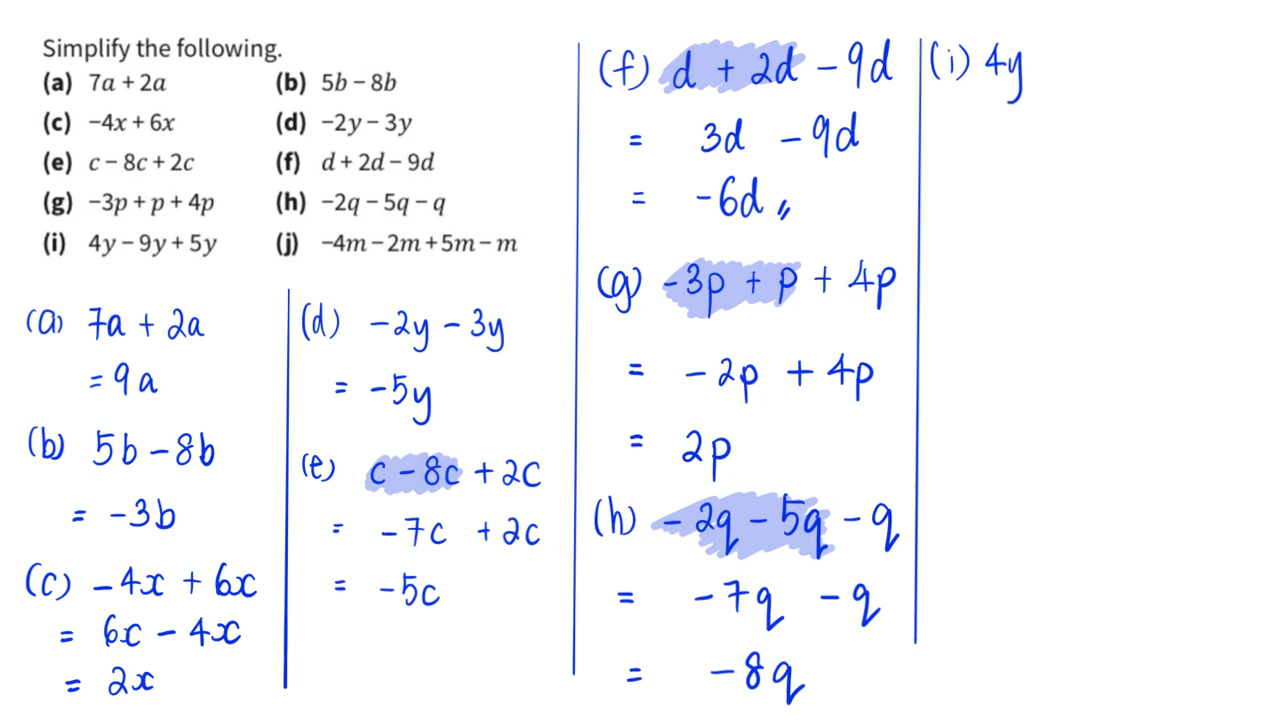 Simplify the following.
(a) 7a + 2a (b) 5b − 8b
(c) −4x + 6x (d) −2y − 3y
(e) c − 8c + 2c (f) d + 2d − 9d
(g) −3p + p + 4p (h) −2q − 5q − q
(i) 4y − 9y + 5y (j) −4m − 2m + 5m − m
(a) 7a + 2a
= 9a
(b) 5b − 8b
= −3b
(c) −4x + 6x
= 6x − 4x
= 2x
(d) −2y − 3y
= −5y
(e) c − 8c + 2c
= −7c + 2c
= −5c
(f) d + 2d − 9d
= 3d − 9d
= −6d〃
(g) −3p + p + 4p
= −2p + 4p
= 2p
(h) −2q − 5q − q
= −7q − q
= −8q
(i) 4y